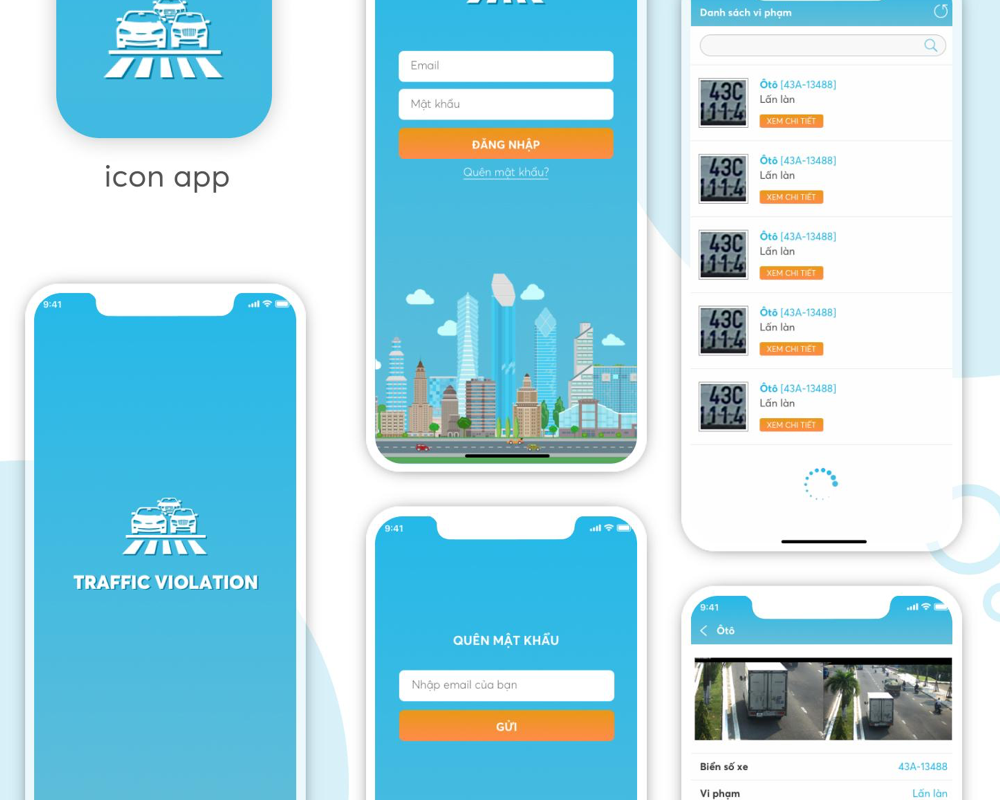 icon app
9:41
TRAFFIC VIOLATION
Email
Mật khẩu
ĐĂNG NHẬP
Quên mật khẩu?
9:41
QUÊN MẬT KHẨU
Nhập email của bạn
GỬI
Danh sách vi phạm
43C
111.4
Ôtô [43A-13488]
Lấn làn
XEM CHI TIẾT
43C
111.4
Ôtô [43A-13488]
Lấn làn
XEM CHI TIẾT
43C
111.4
Ôtô [43A-13488]
Lấn làn
XEM CHI TIẾT
43C
111.4
Ôtô [43A-13488]
Lấn làn
XEM CHI TIẾT
43C
111.4
Ôtô [43A-13488]
Lấn làn
XEM CHI TIẾT
9:41
Ôtô
Biển số xe 43A-13488
Vi phạm Lấn làn